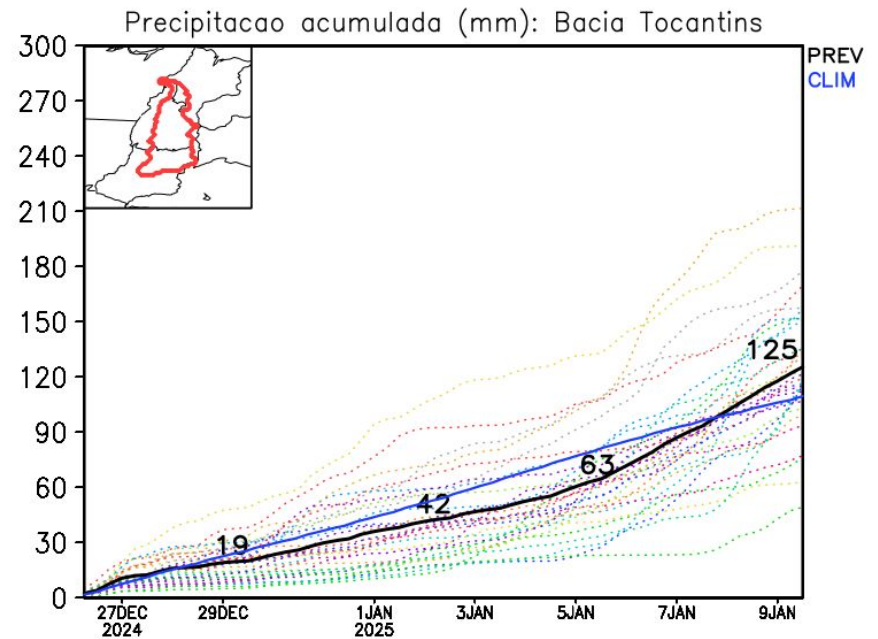 Precipitacao acumulada (mm): Bacia Tocantins
300
270
240
210
180
150
120
90
60
30
0
PREV
CLIM
19
42
63
125
27DEC
2024
29DEC
1JAN
2025
3JAN
5JAN
7JAN
9JAN